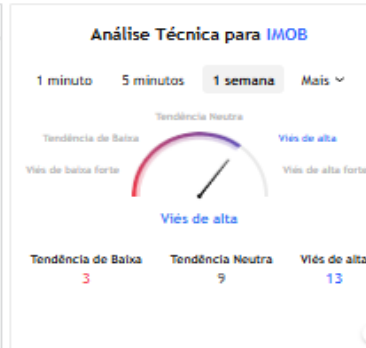 Análise Técnica para IMOB
1 minuto 5 minutos 1 semana Mais
Tendência Neutra
Tendência de Baixa Viés de alta
Viés de baixa forte Viés de alta forte
Viés de alta
Tendência de Baixa Tendência Neutra Viés de alta
3 9 13